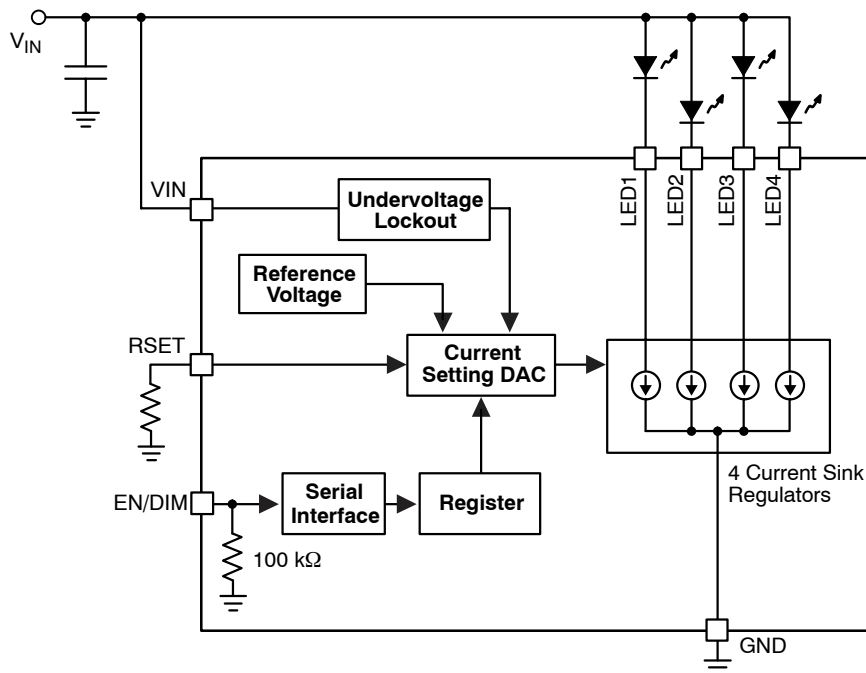 VIN
VIN
Undervoltage
Lockout
LED1
LED2
LED3
LED4
Reference
Voltage
RSET
Current
Setting DAC
4 Current Sink
Regulators
EN/DIM
Serial
Interface
Register
100 kΩ
GND